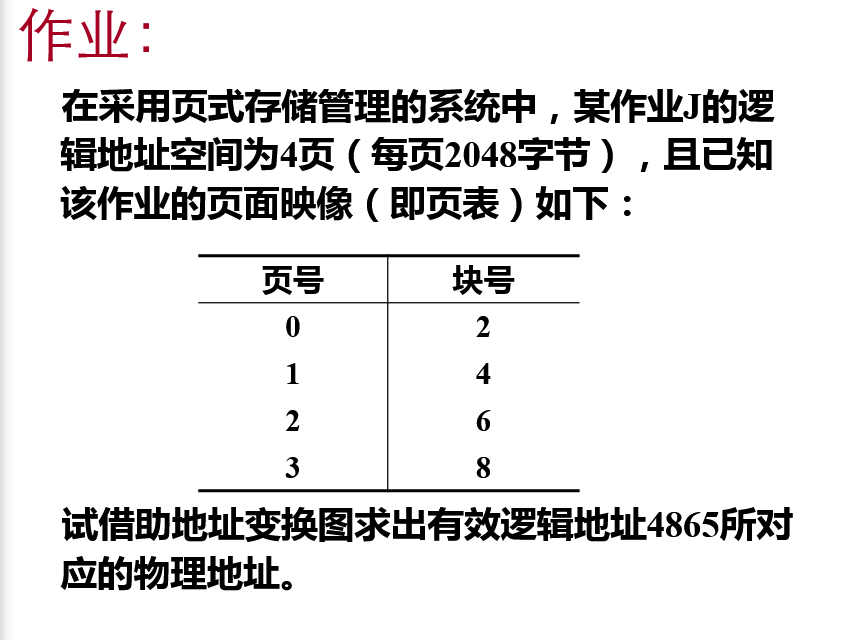 作业：
在采用页式存储管理的系统中，某作业J的逻
辑地址空间为4页（每页2048字节），且已知
该作业的页面映像（即页表）如下：
页号 块号
0 2
1 4
2 6
3 8
试借助地址变换图求出有效逻辑地址4865所对
应的物理地址。